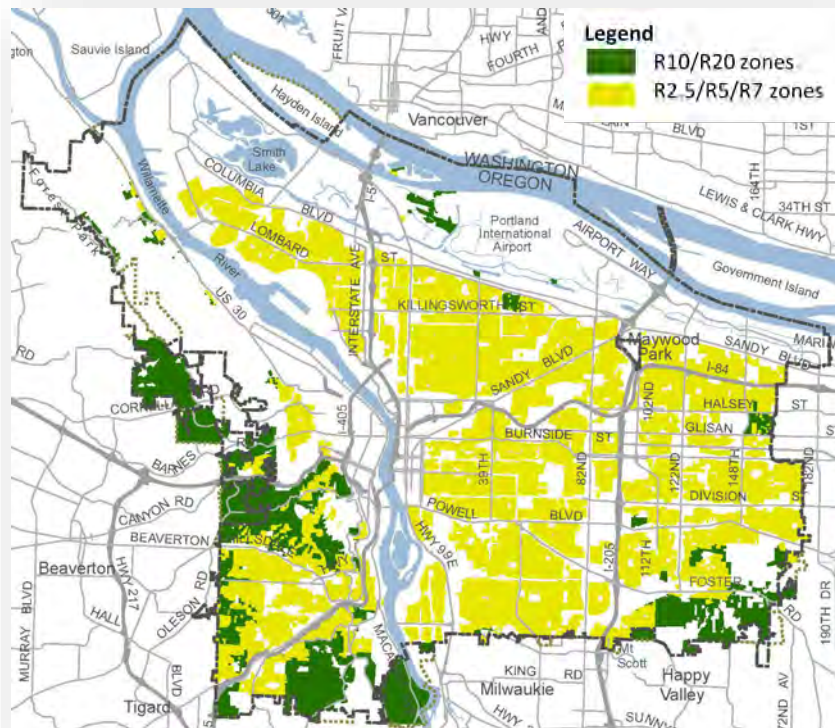 Legend
R10/R20 zones
R2.5/R5/R7 zones
Sauvie Island
HWY
FOURTH
Hayden Island
Vancouver
BLVD
1ST
164TH
WASHINGTON
OREGON
34TH ST
LEWIS & CLARK HWY
Smith
Lake
COLUMBIA
BLVD
I-5
Willamette
River
Forest Park
LOMBARD
ST
Portland
International
Airport
AIRPORT WAY
Government Island
US 30
INTERSTATE AVE
KILLINGSWORTH ST
SANDY BLVD
Maywood
Park
SANDY BLVD
I-84
RD
I-405
BURNSIDE ST
102ND
HALSEY
ST
GLISAN
39TH
82ND
122ND
148TH
182ND
BARNES
CANYON RD
POWELL
BLVD
DIVISION
HWY 99E
BEAVERTON
HWY
Beaverton
HWY 217
OLESON RD
I-205
112TH
FOSTER
RD
190TH DR
MURRAY BLVD
HALL
BLVD
Mt
Scott
KING
RD
Milwaukie
Happy
Valley
Tigard